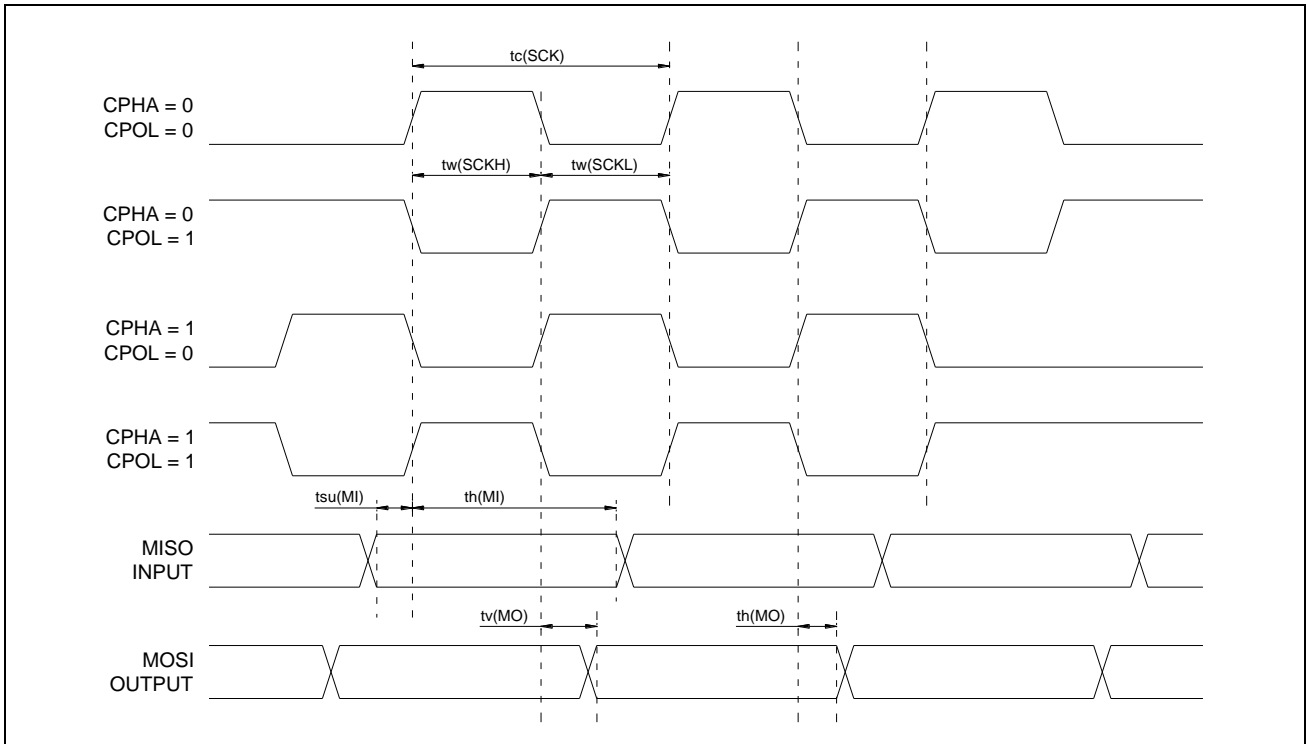 tc(SCK)
CPHA = 0
CPOL = 0
tw(SCKH)
tw(SCKL)
CPHA = 0
CPOL = 1
CPHA = 1
CPOL = 0
CPHA = 1
CPOL = 1
tsu(MI)
th(MI)
MISO
INPUT
tv(MO)
th(MO)
MOSI
OUTPUT